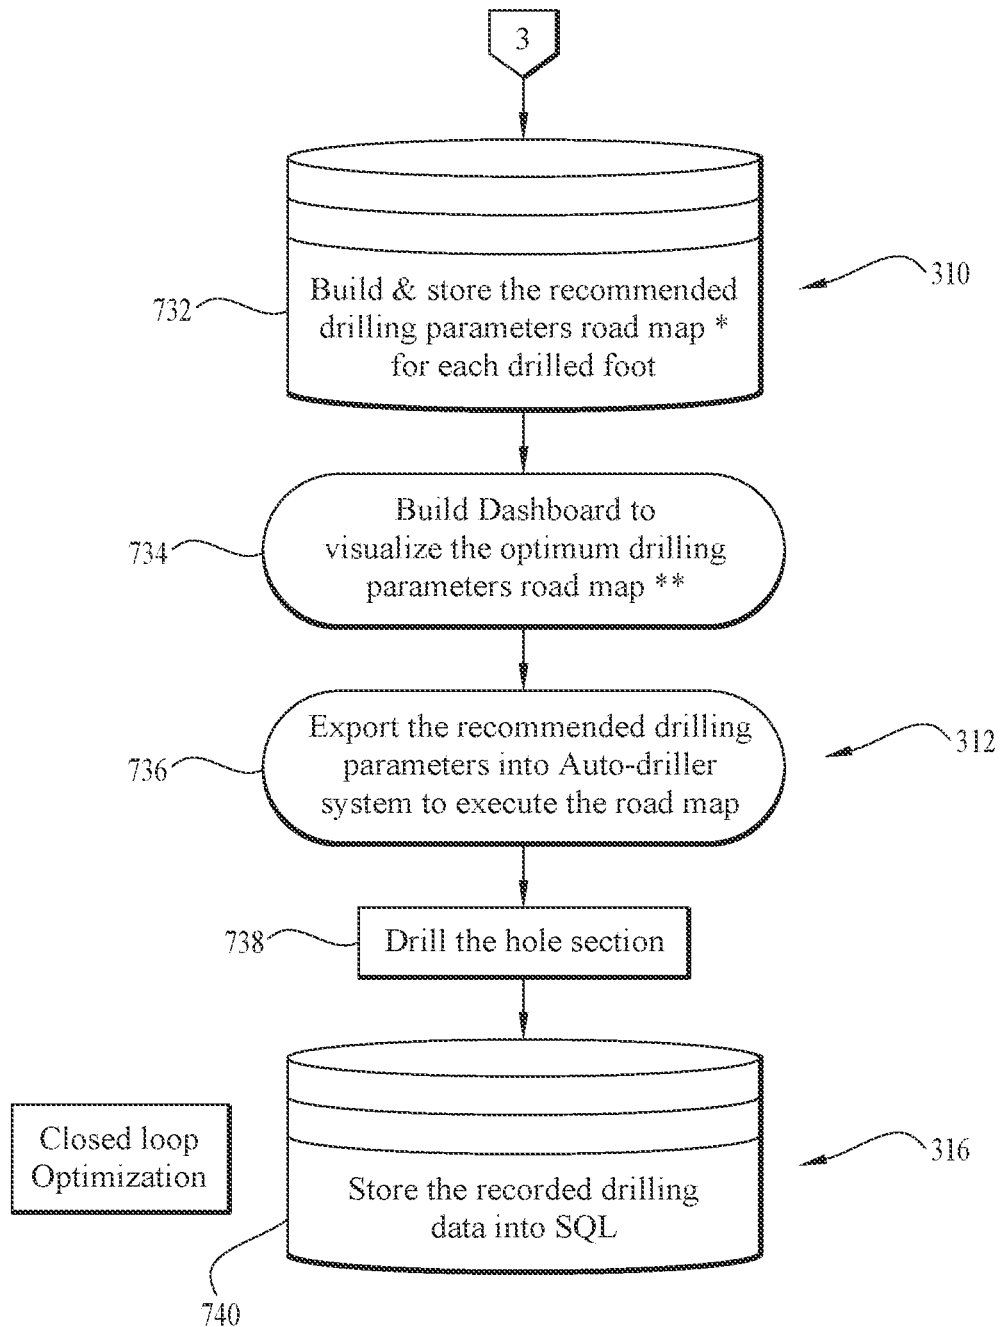 3
310
732
Build & store the recommended
drilling parameters road map *
for each drilled foot
734
Build Dashboard to
visualize the optimum drilling
parameters road map **
736
Export the recommended drilling
parameters into Auto-driller
system to execute the road map
312
738
Drill the hole section
Closed loop
Optimization
316
Store the recorded drilling
data into SQL
740